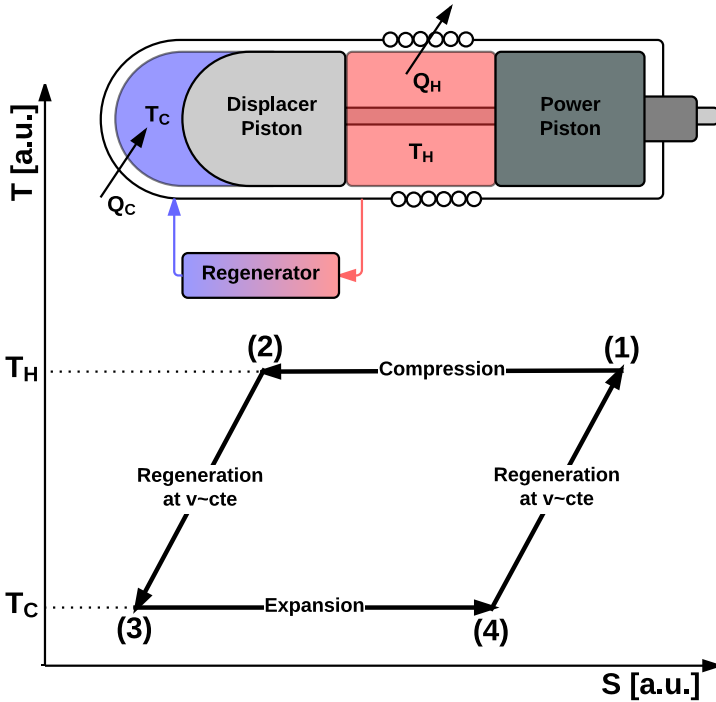 Q_H
T_C
Displacer
Piston
Power
Piston
T_H
Q_C
T [a.u.]
Regenerator
(2)
(1)
T_H
Compression
Regeneration
at v~cte
Regeneration
at v~cte
T_C
Expansion
(3)
(4)
S [a.u.]